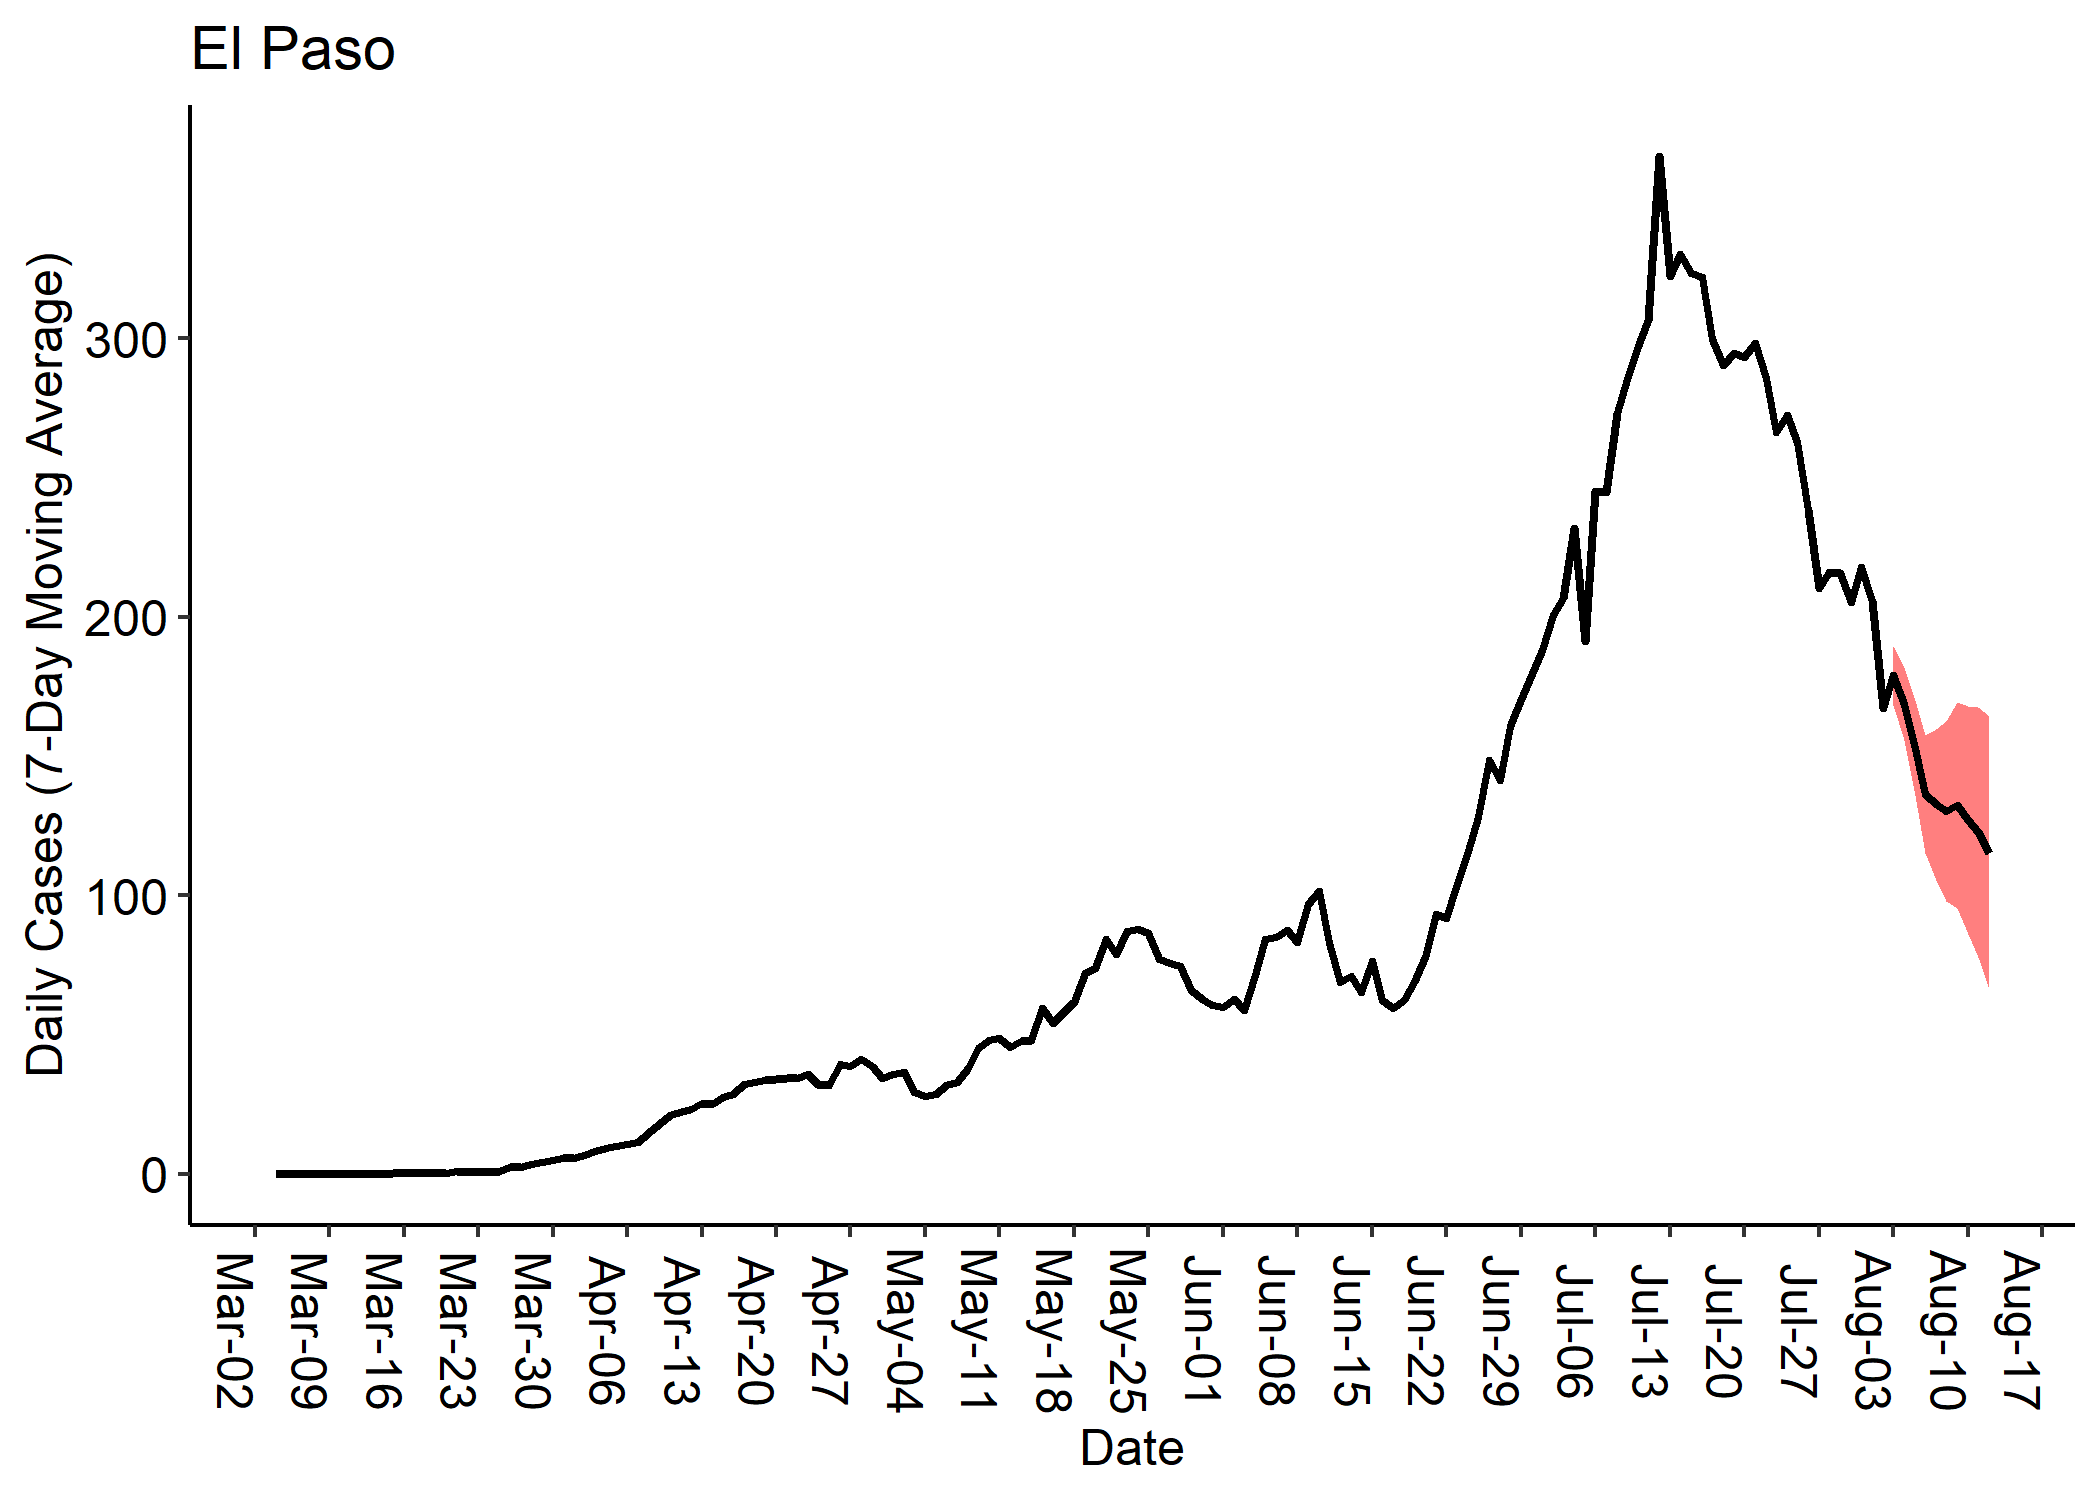 El Paso
Daily Cases (7-Day Moving Average)
300
200
100
0
Mar-02
Mar-09
Mar-16
Mar-23
Mar-30
Apr-06
Apr-13
Apr-20
Apr-27
May-04
May-11
May-18
May-25
Jun-01
Jun-08
Jun-15
Jun-22
Jun-29
Jul-06
Jul-13
Jul-20
Jul-27
Aug-03
Aug-10
Aug-17
Date